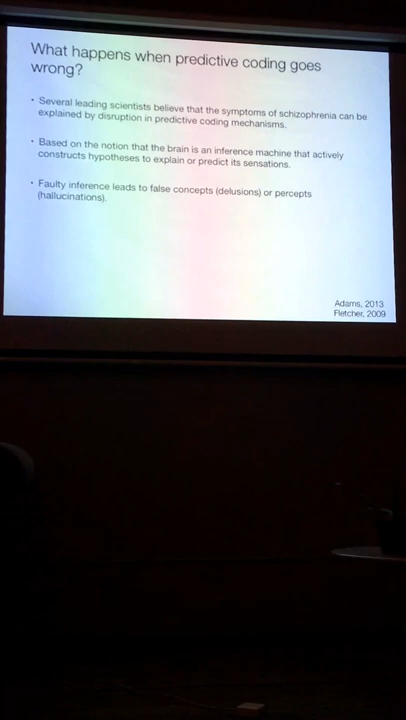 What happens when predictive coding goes
wrong?
• Several leading scientists believe that the symptoms of schizophrenia can be
explained by disruption in predictive coding mechanisms.
• Based on the notion that the brain is an inference machine that actively
constructs hypotheses to explain or predict its sensations.
• Faulty inference leads to false concepts (delusions) or percepts
(hallucinations).
Adams, 2013
Fletcher, 2009